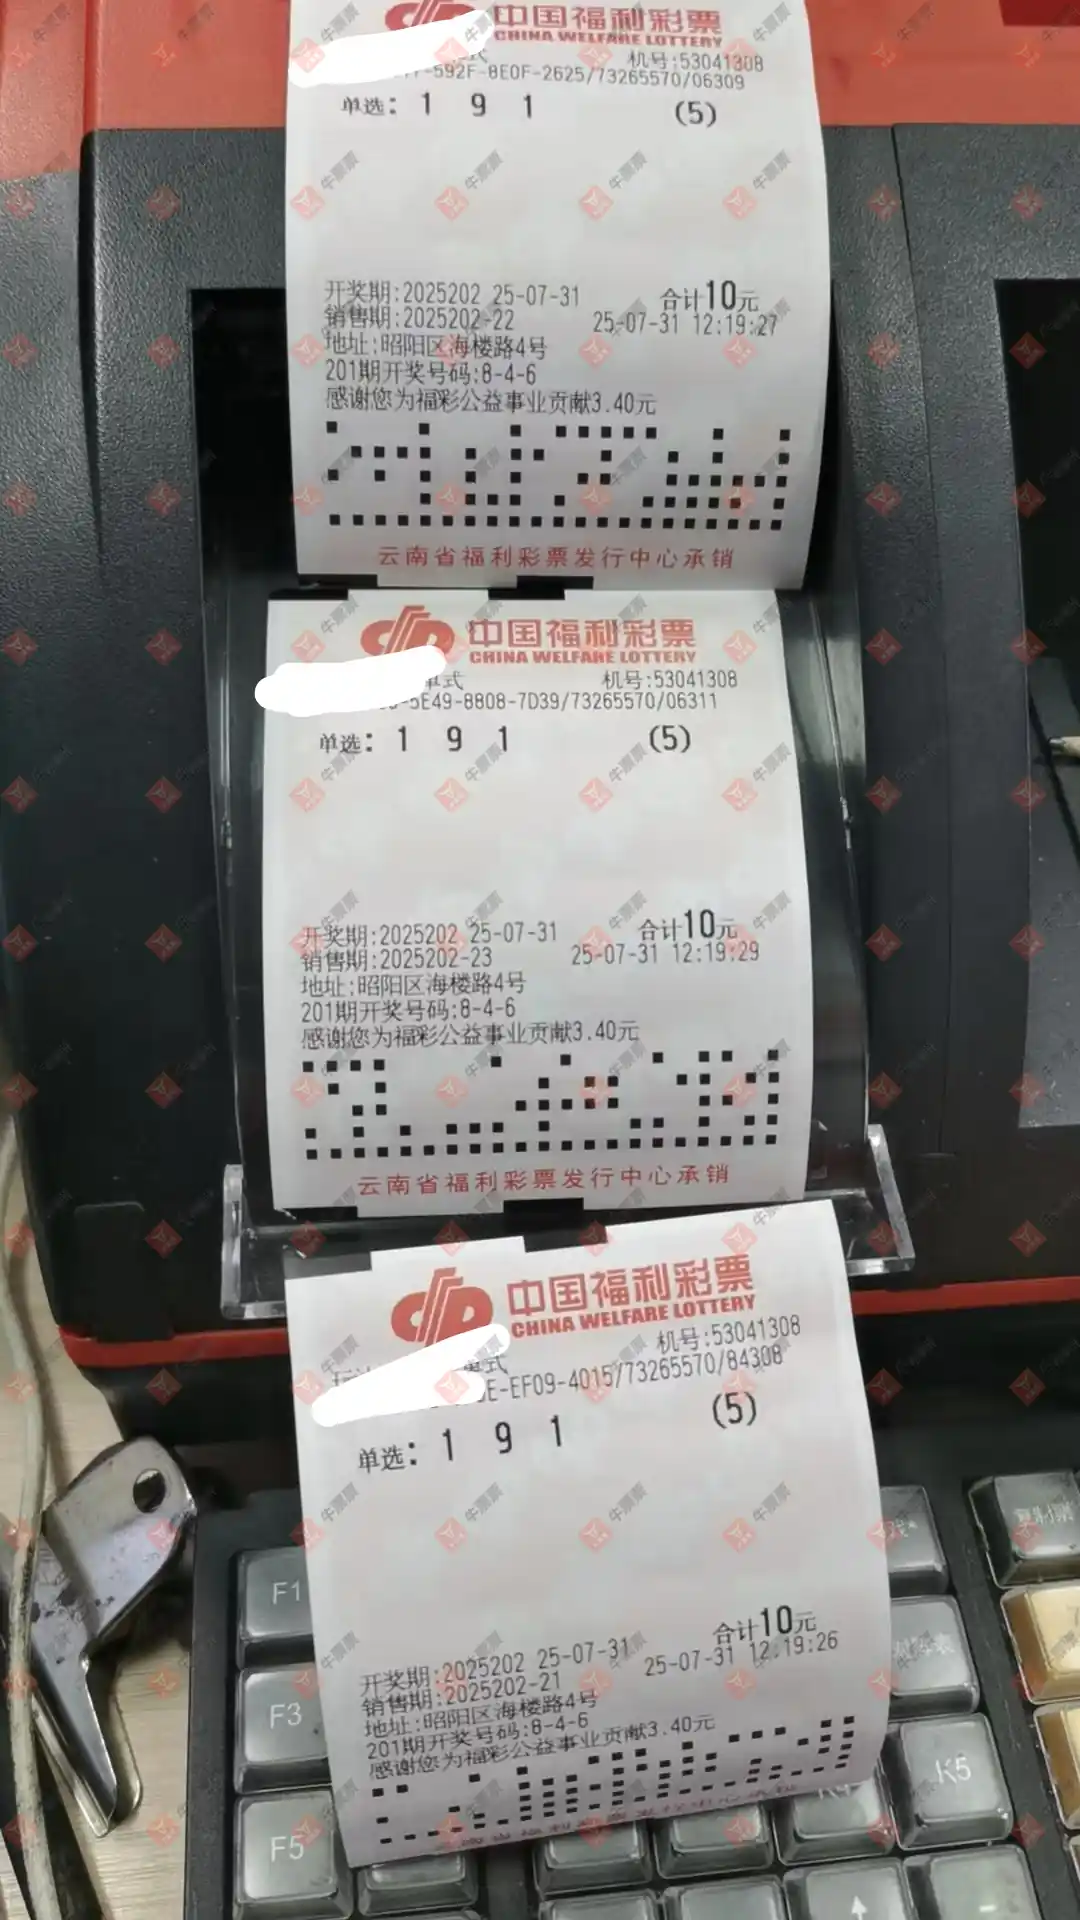 中国福利彩票
CHINA WELFARE LOTTERY
机号:53041308
-592F-8E0F-2625/73265570/06309
单选: 1 9 1 (5)
开奖期:2025202 25-07-31 合计10元
销售期:2025202-22 25-07-31 12:19:27
地址:昭阳区海楼路4号
201期开奖号码:8-4-6
感谢您为福彩公益事业贡献3.40元
云南省福利彩票发行中心承销
中国福利彩票
CHINA WELFARE LOTTERY
单式 机号:53041308
-5E49-8808-7D39/73265570/06311
单选: 1 9 1 (5)
开奖期:2025202 25-07-31 合计10元
销售期:2025202-23 25-07-31 12:19:29
地址:昭阳区海楼路4号
201期开奖号码:8-4-6
感谢您为福彩公益事业贡献3.40元
云南省福利彩票发行中心承销
中国福利彩票
CHINA WELFARE LOTTERY
单式 机号:53041308
E-EF09-4015/73265570/84308
单选: 1 9 1 (5)
开奖期:2025202 25-07-31 合计10元
销售期:2025202-21 25-07-31 12:19:26
地址:昭阳区海楼路4号
201期开奖号码:8-4-6
感谢您为福彩公益事业贡献3.40元
F1
F3
K5
F5
牛票票